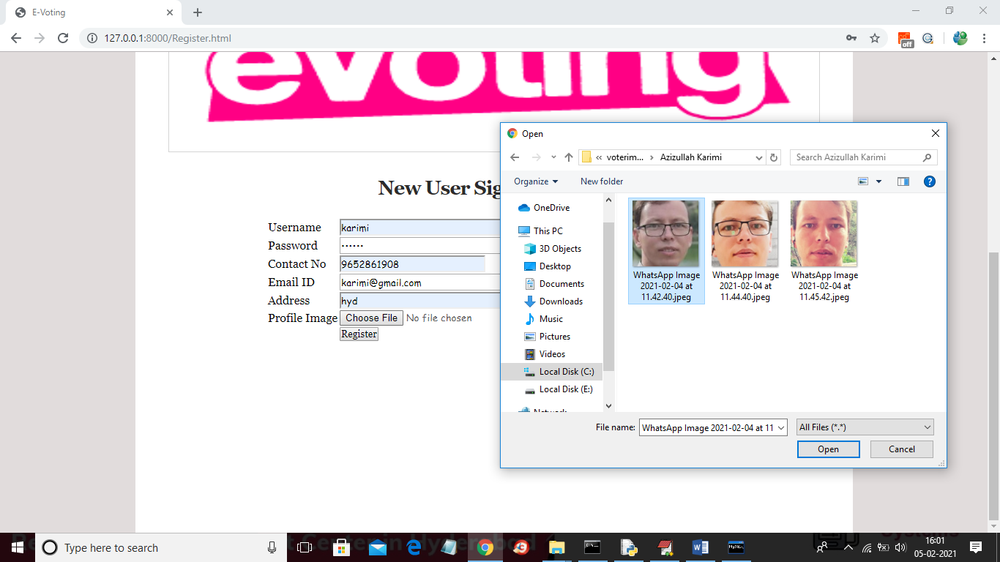 E-Voting
127.0.0.1:8000/Register.html
off
evoting
New User Sig
Username karimi
Password ••••••
Contact No 9652861908
Email ID karimi@gmail.com
Address hyd
Profile Image Choose File No file chosen
Register
Open
« voterim... › Azizullah Karimi
Search Azizullah Karimi
Organize New folder
OneDrive
This PC
3D Objects
Desktop
Documents
Downloads
Music
Pictures
Videos
Local Disk (C:)
Local Disk (E:)
Network
WhatsApp Image
2021-02-04 at
11.42.40.jpeg
WhatsApp Image
2021-02-04 at
11.44.40.jpeg
WhatsApp Image
2021-02-04 at
11.45.42.jpeg
File name: WhatsApp Image 2021-02-04 at 11
All Files (*.*)
Open Cancel
Type here to search
16:01
05-02-2021